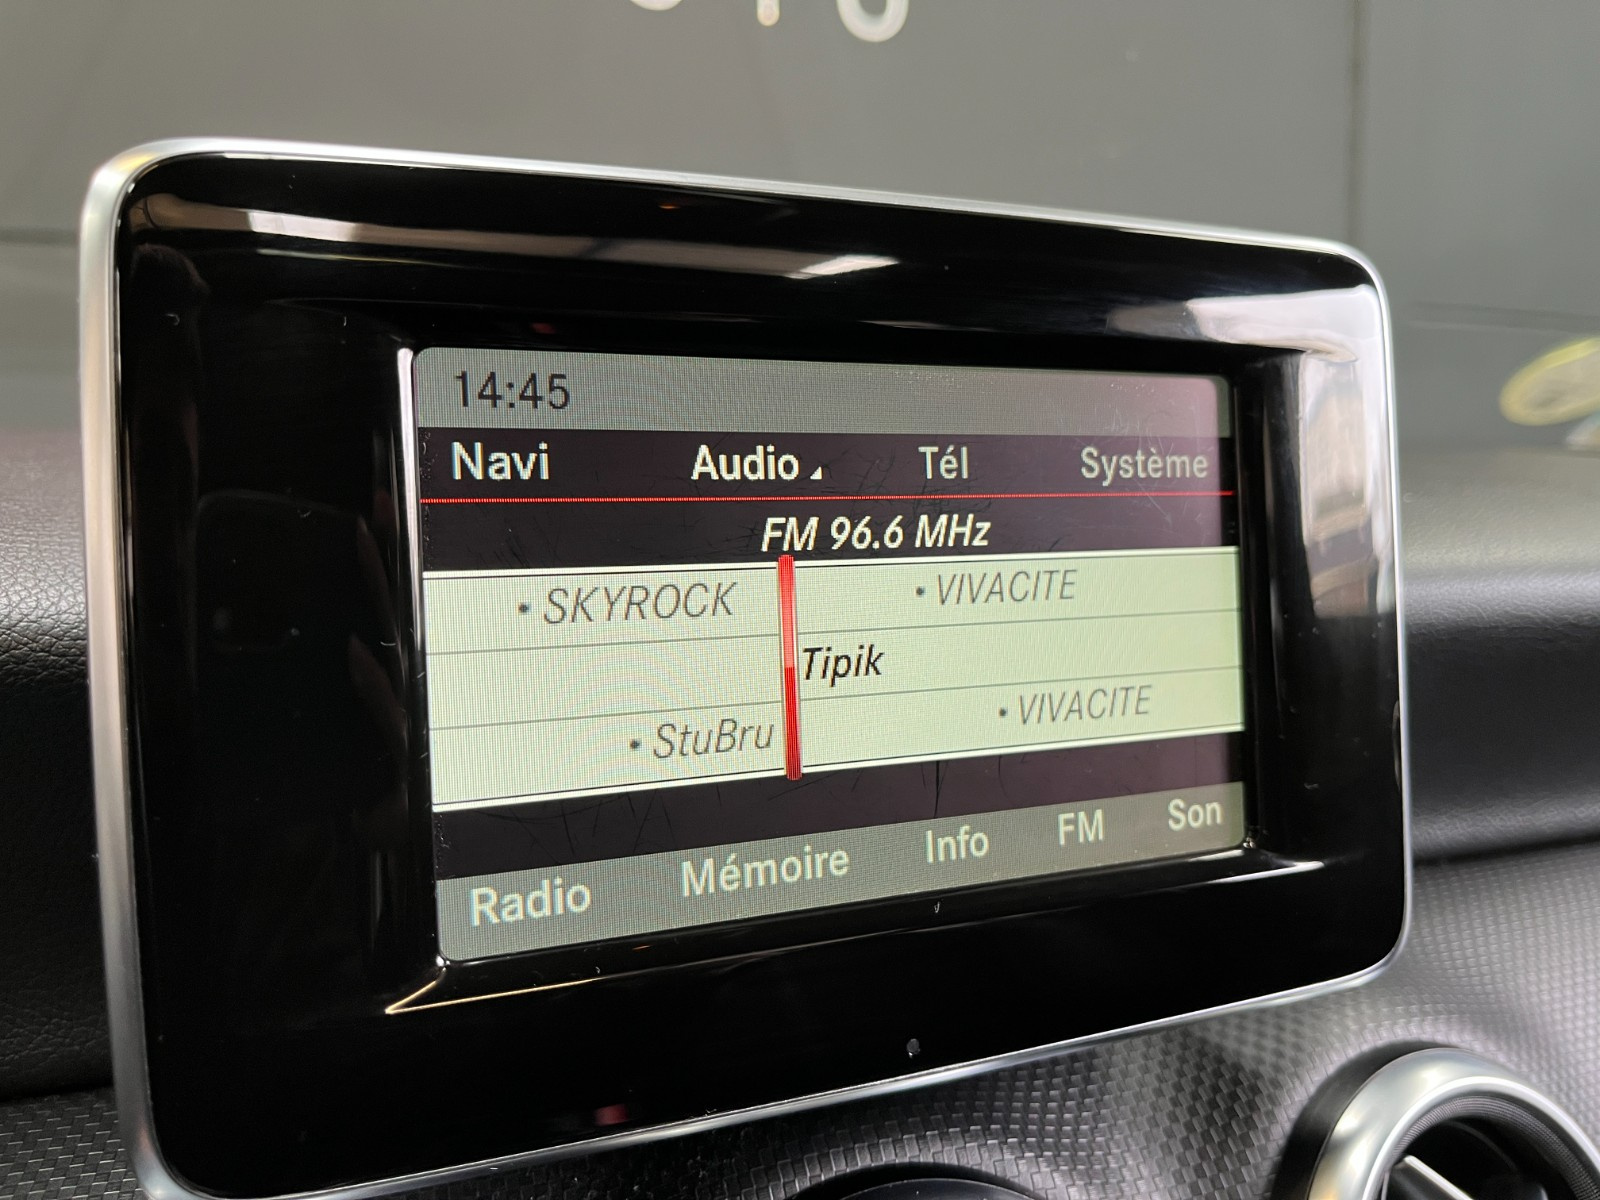 14:45
Navi Audio Tél Système
FM 96.6 MHz
• SKYROCK • VIVACITE
Tipik
• StuBru • VIVACITE
Radio Mémoire Info FM Son